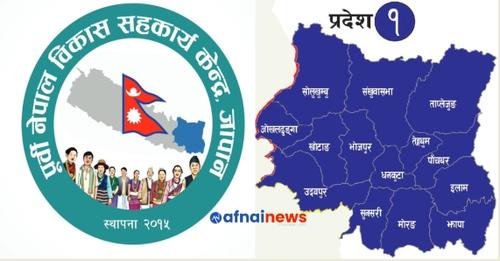 पूर्वी नेपाल विकास सहकार्य केन्द्र, जापान
स्थापना २०१५
afnainews
प्रदेश १
सोलुखुम्बु
संखुवासभा
ताप्लेजुङ
ओखलढुङ्गा
खोटाङ
भोजपुर
तेह्रथुम
पाँचथर
धनकुटा
इलाम
उदयपुर
सुनसरी
मोरङ
झापा